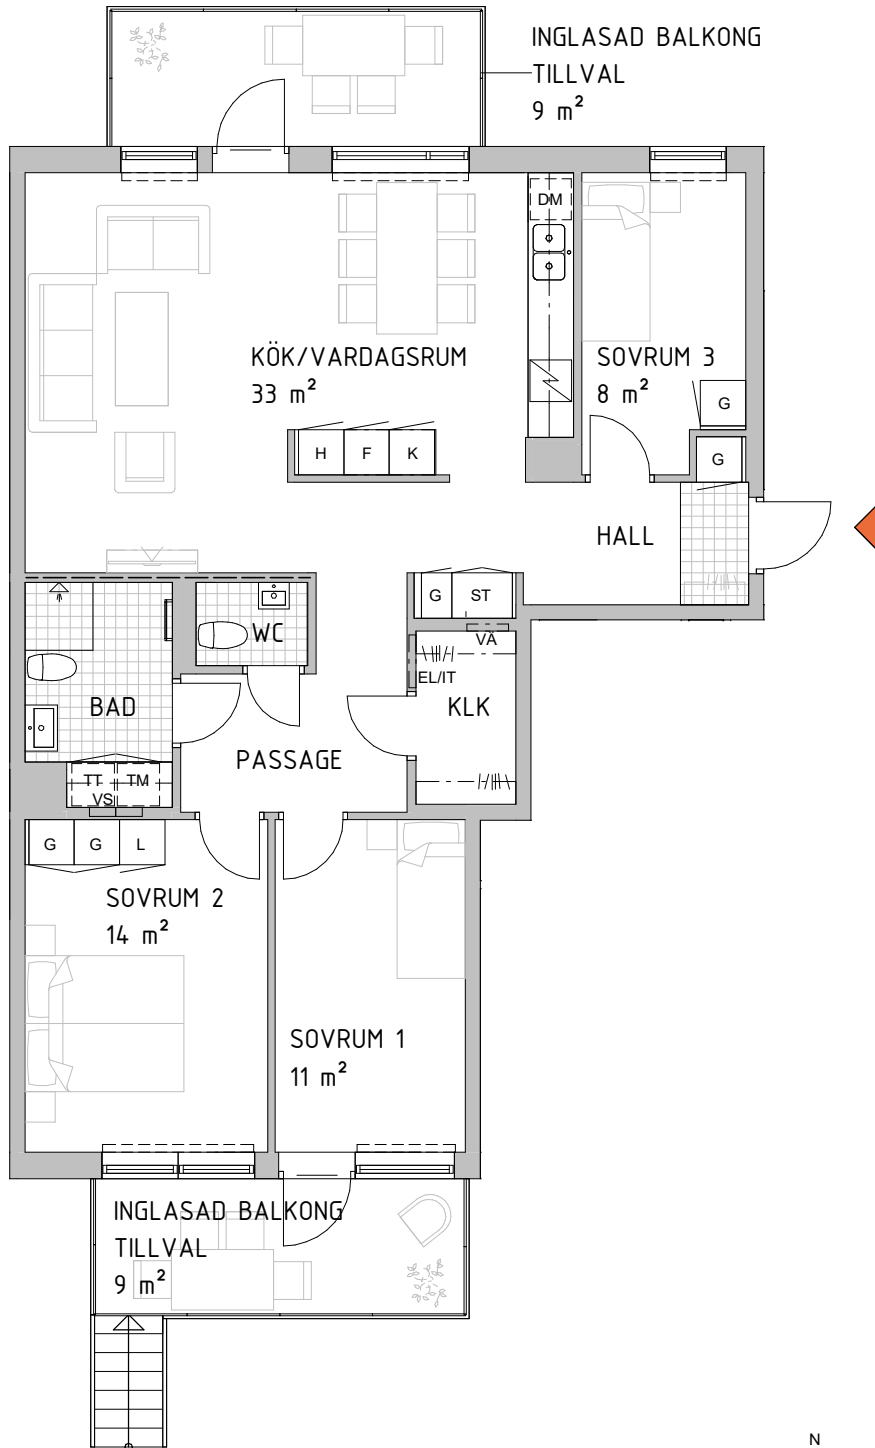 INGLASAD BALKONG
TILLVAL
9 m²
DM
KÖK/VARDAGSRUM
33 m²
SOVRUM 3
8 m²
G
H F K
G
HALL
G ST
WC
VÄ
EL/IT
BAD
KLK
PASSAGE
TT TM
VS
G G L
SOVRUM 2
14 m²
SOVRUM 1
11 m²
INGLASAD BALKONG
TILLVAL
9 m²
N